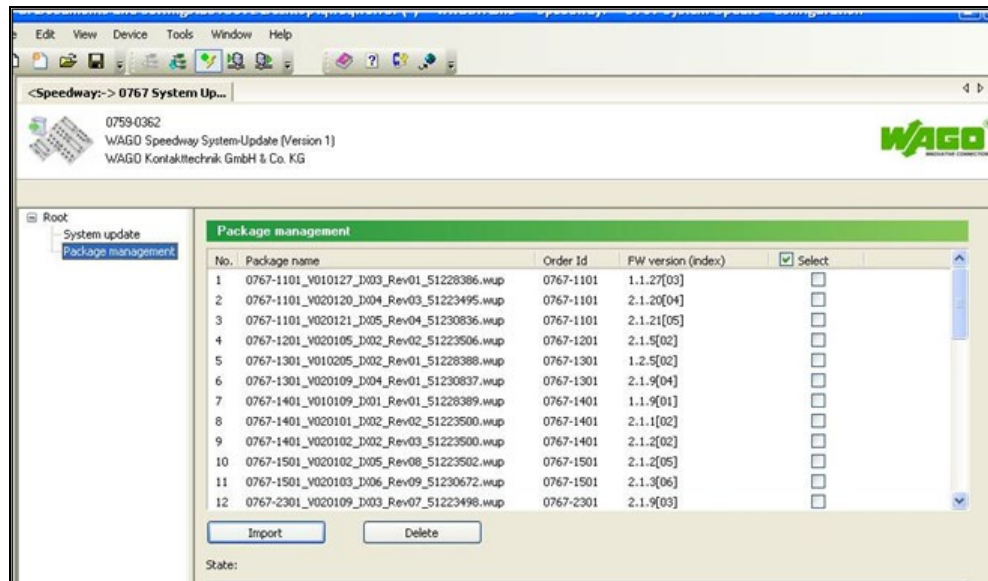 Edit View Device Tools Window Help
<Speedway:-> 0767 System Up...
0759-0362
WAGO Speedway System-Update (Version 1)
WAGO Kontakttechnik GmbH & Co. KG
WAGO
INNOVATIVE CONNECTIONS
Root
System update
Package management
Package management
No. Package name Order Id FW version (index) Select
1 0767-1101_V010127_IX03_Rev01_51228386.wup 0767-1101 1.1.27[03]
2 0767-1101_V020120_IX04_Rev03_51223495.wup 0767-1101 2.1.20[04]
3 0767-1101_V020121_IX05_Rev04_51230836.wup 0767-1101 2.1.21[05]
4 0767-1201_V020105_IX02_Rev02_51223506.wup 0767-1201 2.1.5[02]
5 0767-1301_V010205_IX02_Rev01_51228388.wup 0767-1301 1.2.5[02]
6 0767-1301_V020109_IX04_Rev01_51230837.wup 0767-1301 2.1.9[04]
7 0767-1401_V010109_IX01_Rev01_51228389.wup 0767-1401 1.1.9[01]
8 0767-1401_V020101_IX02_Rev02_51223500.wup 0767-1401 2.1.1[02]
9 0767-1401_V020102_IX02_Rev03_51223500.wup 0767-1401 2.1.2[02]
10 0767-1501_V020102_IX05_Rev08_51223502.wup 0767-1501 2.1.2[05]
11 0767-1501_V020103_IX06_Rev09_51230672.wup 0767-1501 2.1.3[06]
12 0767-2301_V020109_IX03_Rev07_51223498.wup 0767-2301 2.1.9[03]
Import Delete
State: